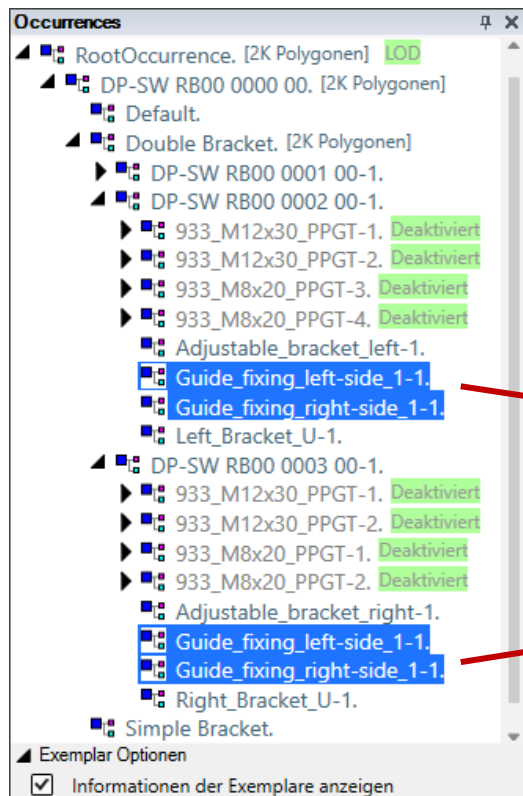 Occurrences
RootOccurrence. [2K Polygonen] LOD
DP-SW RB00 0000 00. [2K Polygonen]
Default.
Double Bracket. [2K Polygonen]
DP-SW RB00 0001 00-1.
DP-SW RB00 0002 00-1.
933_M12x30_PPGT-1. Deaktiviert
933_M12x30_PPGT-2. Deaktiviert
933_M8x20_PPGT-3. Deaktiviert
933_M8x20_PPGT-4. Deaktiviert
Adjustable_bracket_left-1.
Guide_fixing_left-side_1-1.
Guide_fixing_right-side_1-1.
Left_Bracket_U-1.
DP-SW RB00 0003 00-1.
933_M12x30_PPGT-1. Deaktiviert
933_M12x30_PPGT-2. Deaktiviert
933_M8x20_PPGT-1. Deaktiviert
933_M8x20_PPGT-2. Deaktiviert
Adjustable_bracket_right-1.
Guide_fixing_left-side_1-1.
Guide_fixing_right-side_1-1.
Right_Bracket_U-1.
Simple Bracket.
Exemplar Optionen
Informationen der Exemplare anzeigen